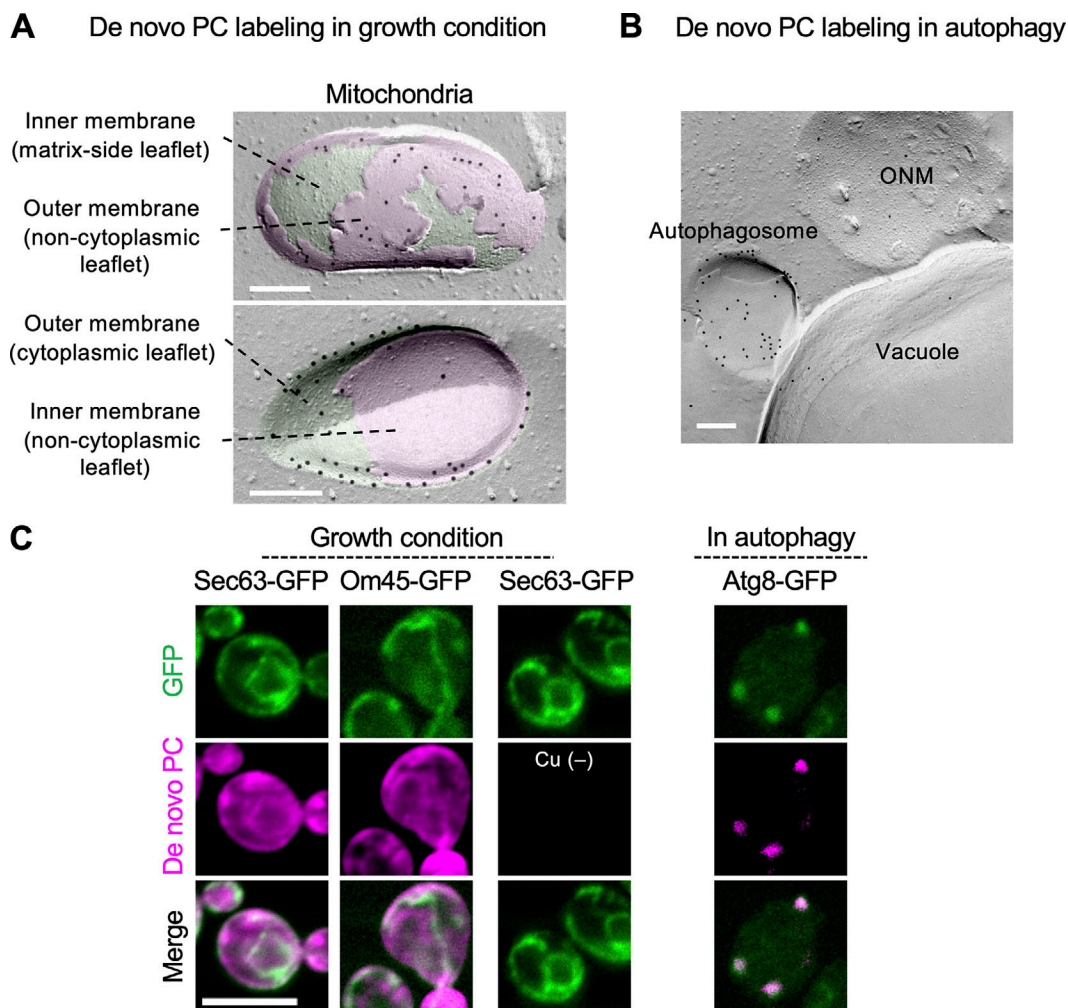 A
De novo PC labeling in growth condition
Mitochondria
Inner membrane
(matrix-side leaflet)
Outer membrane
(non-cytoplasmic
leaflet)
Outer membrane
(cytoplasmic leaflet)
Inner membrane
(non-cytoplasmic
leaflet)
B
De novo PC labeling in autophagy
ONM
Autophagosome
Vacuole
C
Growth condition
In autophagy
Sec63-GFP
Om45-GFP
Sec63-GFP
Atg8-GFP
GFP
De novo PC
Cu (–)
Merge